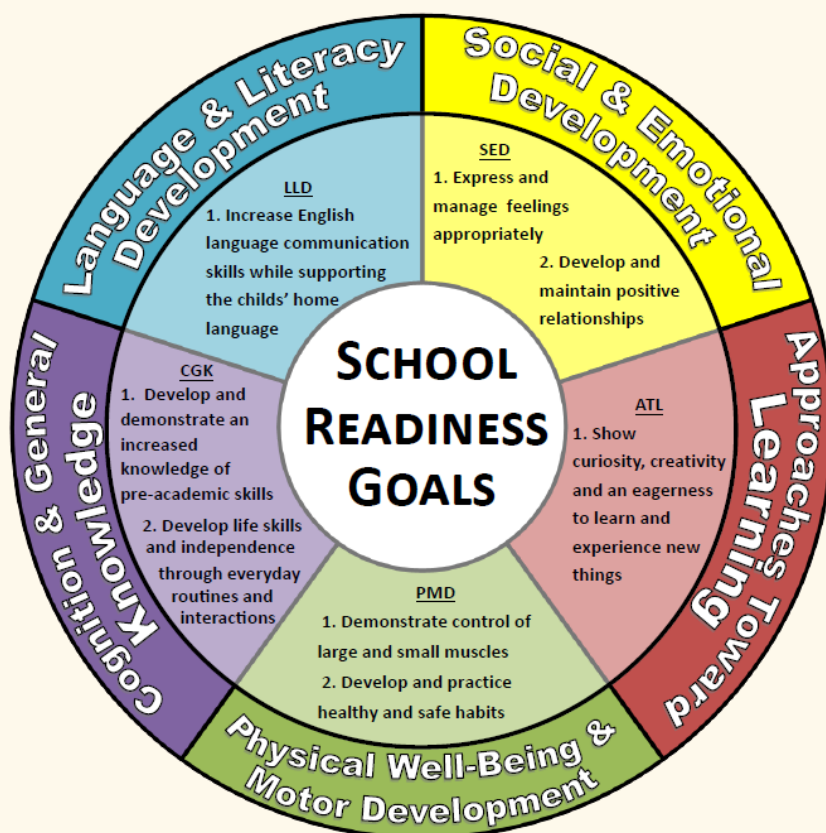 Social & Emotional
Development
SED
1. Express and
manage feelings
appropriately
2. Develop and
maintain positive
relationships
Approaches Toward
Learning
ATL
1. Show
curiosity, creativity
and an eagerness
to learn and
experience new
things
Physical Well-Being &
Motor Development
PMD
1. Demonstrate control of
large and small muscles
2. Develop and practice
healthy and safe habits
Cognition & General
Knowledge
CGK
1. Develop and
demonstrate an
increased
knowledge of
pre-academic skills
2. Develop life skills
and independence
through everyday
routines and
interactions
Language & Literacy
Development
LLD
1. Increase English
language communication
skills while supporting
the childs’ home
language
SCHOOL
READINESS
GOALS